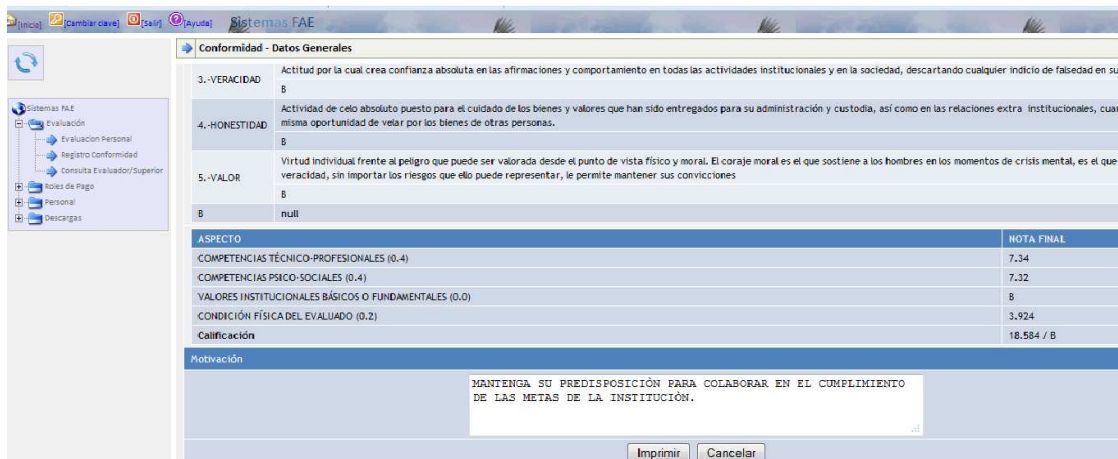 [Inicio] [Cambiar clave] [Salir] [Ayuda] Sistemas FAE
Sistemas FAE
Evaluación
Evaluacion Personal
Registro Conformidad
Consulta Evaluador/Superior
Roles de Pago
Personal
Descargas
Conformidad - Datos Generales
3.-VERACIDAD
Actitud por la cual crea confianza absoluta en las afirmaciones y comportamiento en todas las actividades institucionales y en la sociedad, descartando cualquier indicio de falsedad en su
B
4.-HONESTIDAD
Actividad de celo absoluto puesto para el cuidado de los bienes y valores que han sido entregados para su administración y custodia, así como en las relaciones extra institucionales, cuan
misma oportunidad de velar por los bienes de otras personas.
B
5.-VALOR
Virtud individual frente al peligro que puede ser valorada desde el punto de vista físico y moral. El coraje moral es el que sostiene a los hombres en los momentos de crisis mental, es el que
veracidad, sin importar los riesgos que ello puede representar, le permite mantener sus convicciones
B
B null
ASPECTO NOTA FINAL
COMPETENCIAS TÉCNICO-PROFESIONALES (0.4) 7.34
COMPETENCIAS PSICO-SOCIALES (0.4) 7.32
VALORES INSTITUCIONALES BÁSICOS O FUNDAMENTALES (0.0) B
CONDICIÓN FÍSICA DEL EVALUADO (0.2) 3.924
Calificación 18.584 / B
Motivación
MANTENGA SU PREDISPOSICIÓN PARA COLABORAR EN EL CUMPLIMIENTO
DE LAS METAS DE LA INSTITUCIÓN.
Imprimir Cancelar